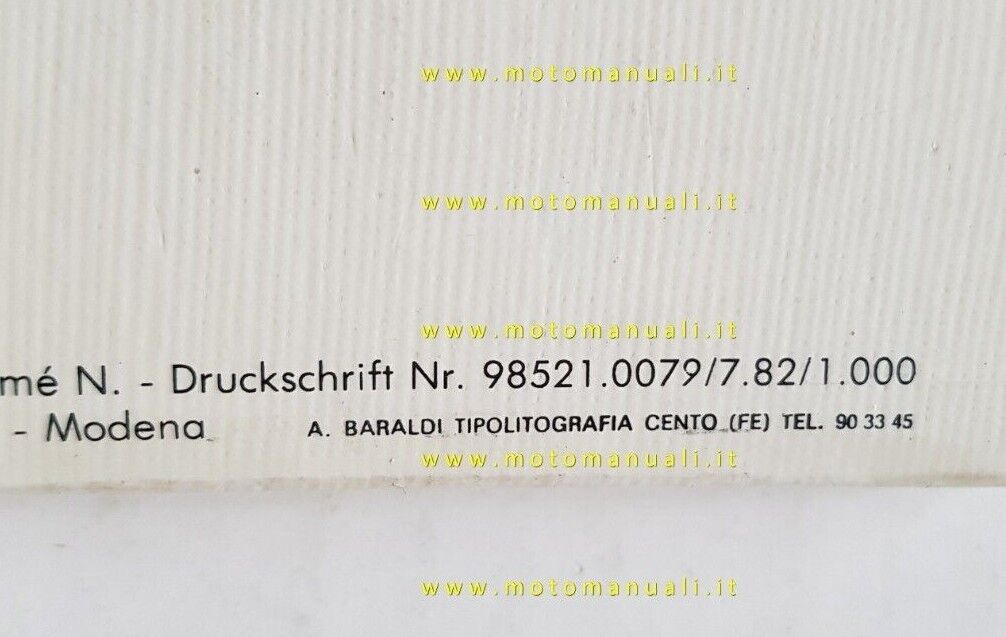 www.motomanuali.it
www.motomanuali.it
www.motomanuali.it
mé N. - Druckschrift Nr. 98521.0079/7.82/1.000
- Modena
A. BARALDI TIPOLITOGRAFIA CENTO (FE) TEL. 90 33 45
www.motomanuali.it
www.motomanuali.it